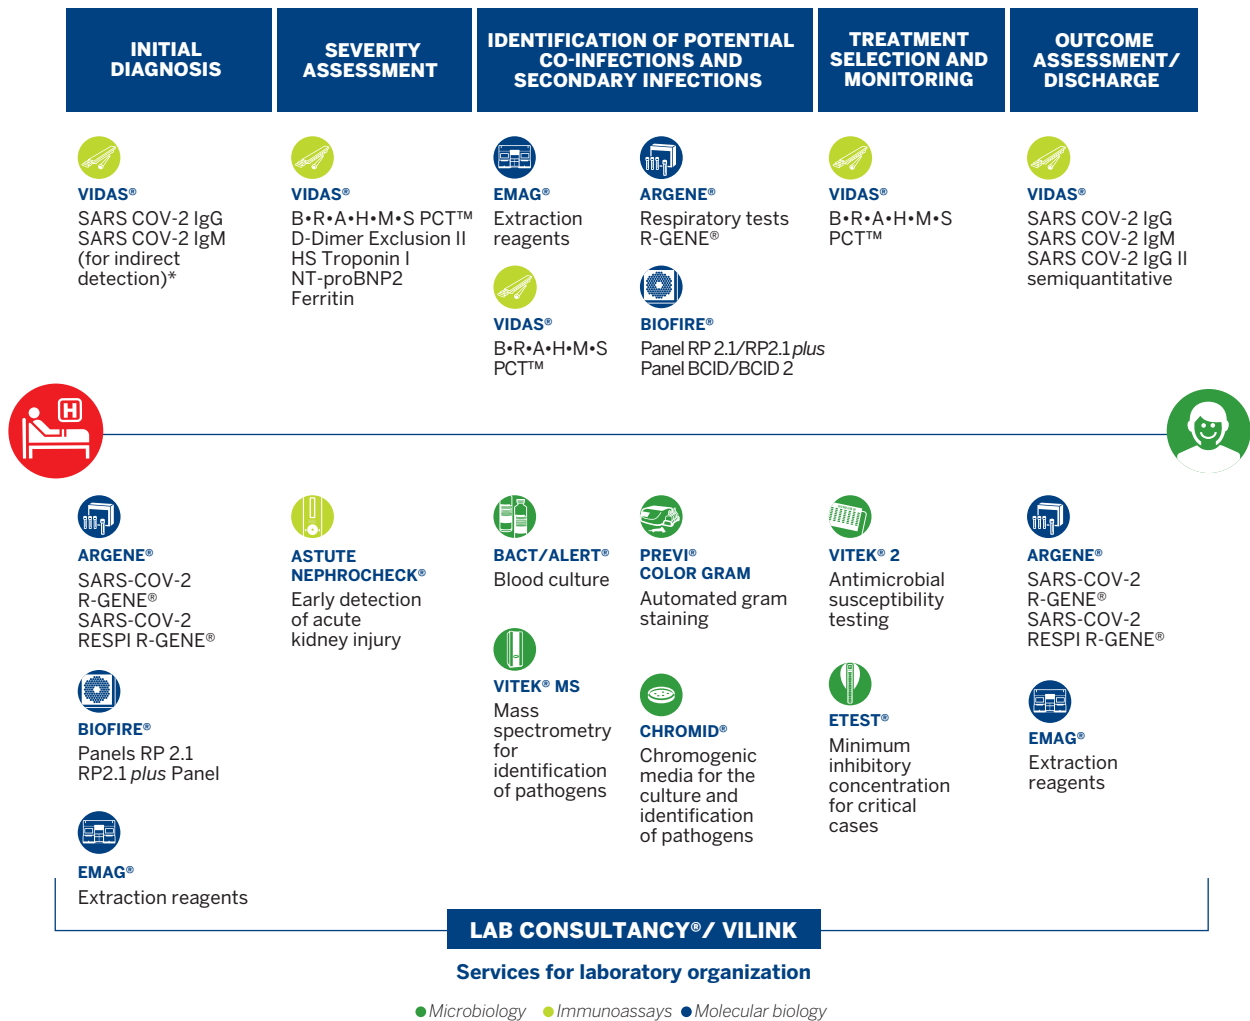 INITIAL
DIAGNOSIS
SEVERITY
ASSESSMENT
IDENTIFICATION OF POTENTIAL
CO-INFECTIONS AND
SECONDARY INFECTIONS
TREATMENT
SELECTION AND
MONITORING
OUTCOME
ASSESSMENT/
DISCHARGE
VIDAS®
SARS COV-2 IgG
SARS COV-2 IgM
(for indirect
detection)*
VIDAS®
B•R•A•H•M•S PCT™
D-Dimer Exclusion II
HS Troponin I
NT-proBNP2
Ferritin
EMAG®
Extraction
reagents
VIDAS®
B•R•A•H•M•S
PCT™
ARGENE®
Respiratory tests
R-GENE®
BIOFIRE®
Panel RP 2.1/RP2.1 plus
Panel BCID/BCID 2
VIDAS®
B•R•A•H•M•S
PCT™
VIDAS®
SARS COV-2 IgG
SARS COV-2 IgM
SARS COV-2 IgG II
semiquantitative
H
ARGENE®
SARS-COV-2
R-GENE®
SARS-COV-2
RESPI R-GENE®
BIOFIRE®
Panels RP 2.1
RP2.1 plus Panel
EMAG®
Extraction reagents
ASTUTE
NEPHROCHECK®
Early detection
of acute
kidney injury
BACT/ALERT®
Blood culture
VITEK® MS
Mass
spectrometry
for
identification
of pathogens
PREVI®
COLOR GRAM
Automated gram
staining
CHROMID®
Chromogenic
media for the
culture and
identification
of pathogens
VITEK® 2
Antimicrobial
susceptibility
testing
ETEST®
Minimum
inhibitory
concentration
for critical
cases
ARGENE®
SARS-COV-2
R-GENE®
SARS-COV-2
RESPI R-GENE®
EMAG®
Extraction
reagents
LAB CONSULTANCY®/ VILINK
Services for laboratory organization
Microbiology Immunoassays Molecular biology